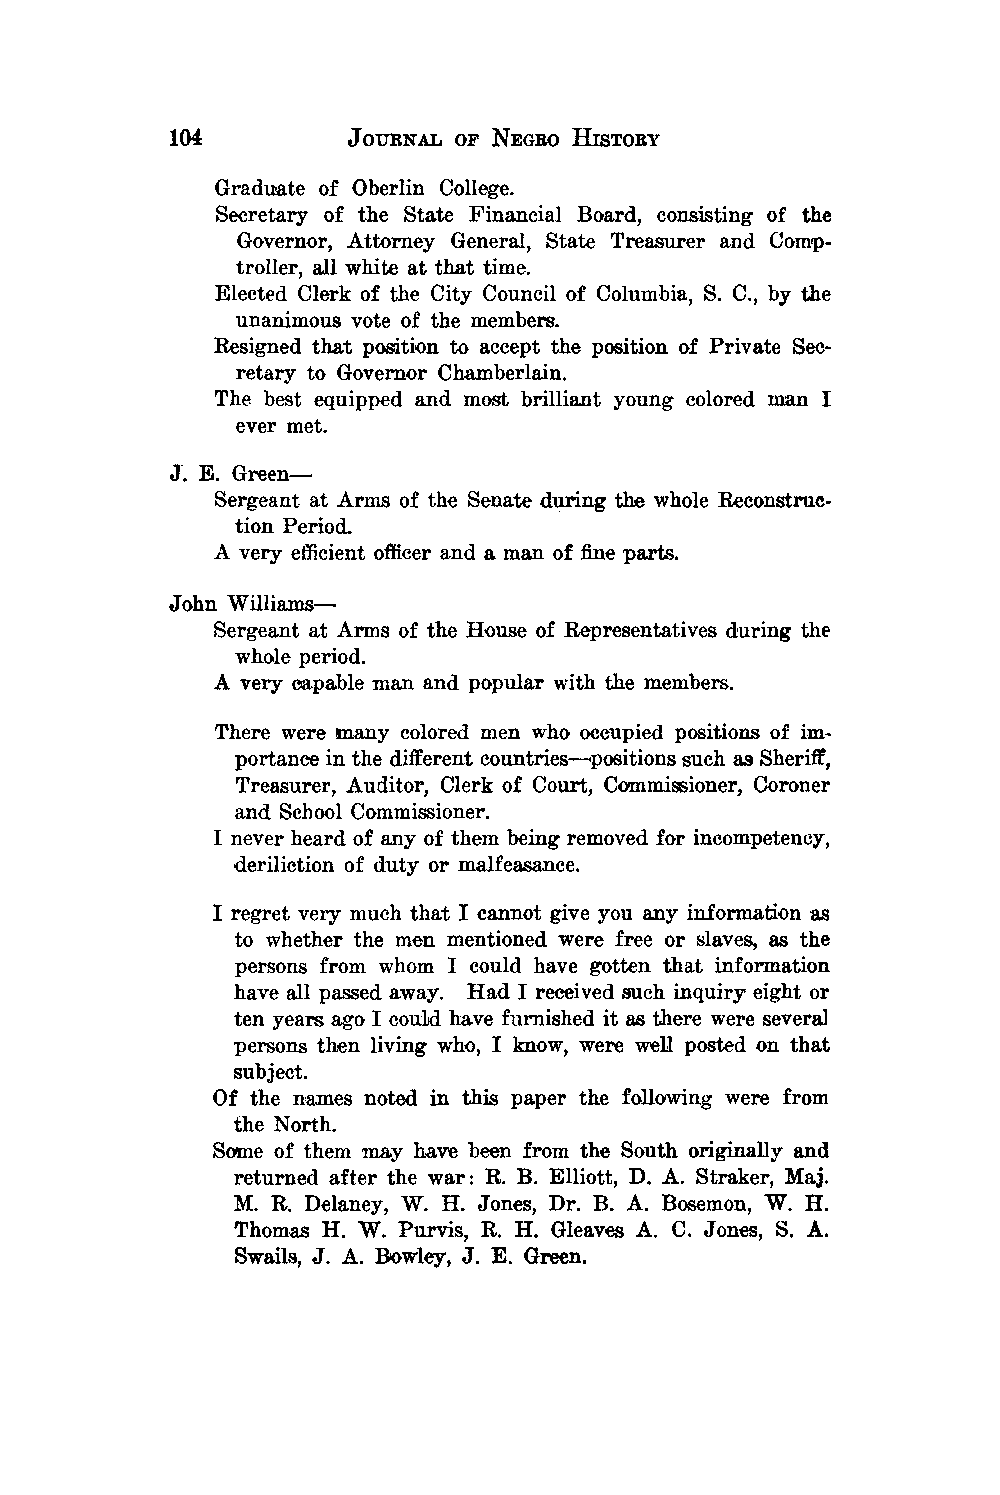 104 JOURNAL OF NEGRO HISTORY
Graduate of Oberlin College.
Secretary of the State Financial Board, consisting of the
Governor, Attorney General, State Treasurer and Comp-
troller, all white at that time.
Elected Clerk of the City Council of Columbia, S. C., by the
unanimous vote of the members.
Resigned that position to accept the position of Private Sec-
retary to Governor Chamberlain.
The best equipped and most brilliant young colored man I
ever met.
J. E. Green—
Sergeant at Arms of the Senate during the whole Reconstruc-
tion Period.
A very efficient officer and a man of fine parts.
John Williams—
Sergeant at Arms of the House of Representatives during the
whole period.
A very capable man and popular with the members.
There were many colored men who occupied positions of im-
portance in the different countries—positions such as Sheriff,
Treasurer, Auditor, Clerk of Court, Commissioner, Coroner
and School Commissioner.
I never heard of any of them being removed for incompetency,
deriliction of duty or malfeasance.
I regret very much that I cannot give you any information as
to whether the men mentioned were free or slaves, as the
persons from whom I could have gotten that information
have all passed away. Had I received such inquiry eight or
ten years ago I could have furnished it as there were several
persons then living who, I know, were well posted on that
subject.
Of the names noted in this paper the following were from
the North.
Some of them may have been from the South originally and
returned after the war: R. B. Elliott, D. A. Straker, Maj.
M. R. Delaney, W. H. Jones, Dr. B. A. Bosemon, W. H.
Thomas H. W. Purvis, R. H. Gleaves A. C. Jones, S. A.
Swails, J. A. Bowley, J. E. Green.